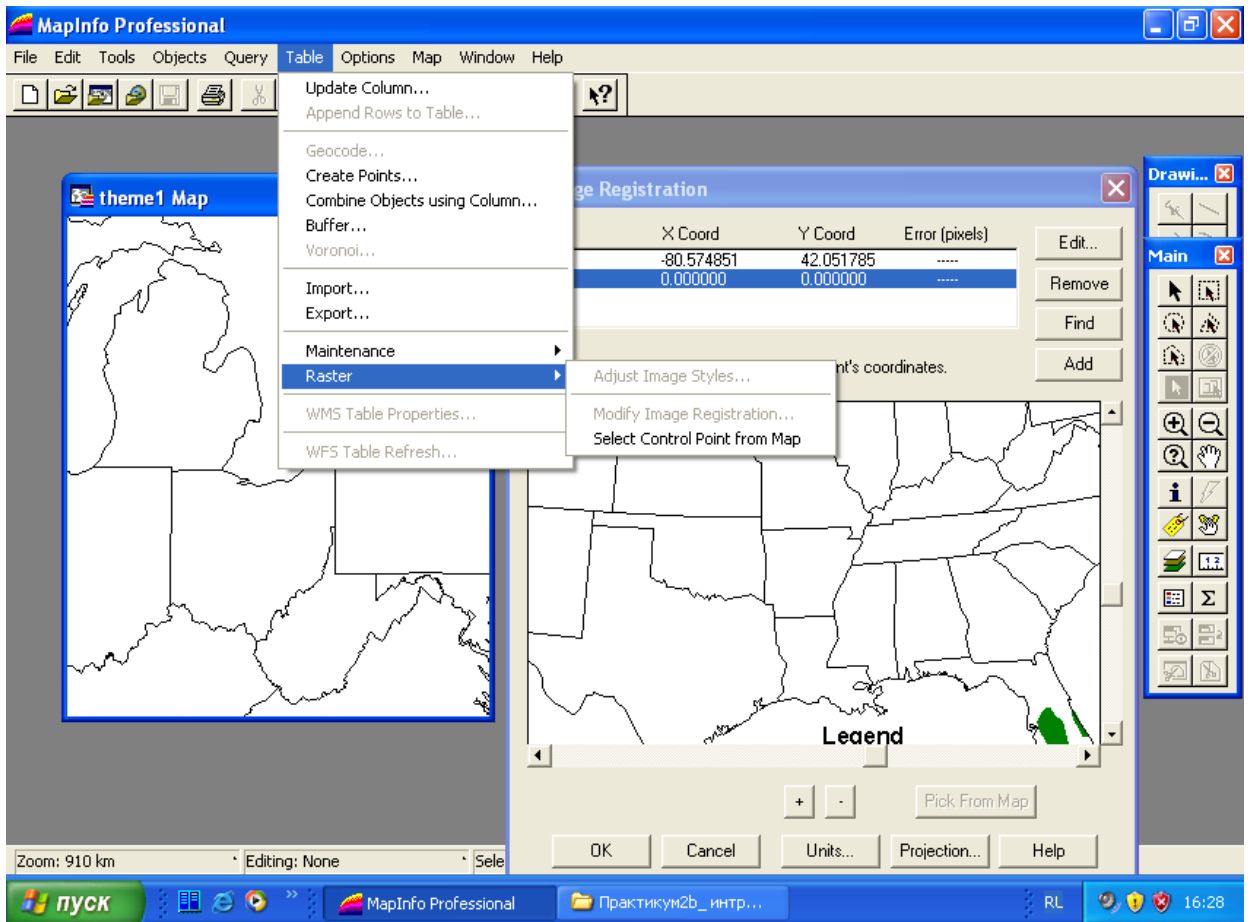 MapInfo Professional
File Edit Tools Objects Query Table Options Map Window Help
Update Column...
Append Rows to Table...
Geocode...
Create Points...
Combine Objects using Column...
Buffer...
Voronoi...
Import...
Export...
Maintenance
Raster
WMS Table Properties...
WFS Table Refresh...
Adjust Image Styles...
Modify Image Registration...
Select Control Point from Map
theme1 Map
ge Registration
X Coord Y Coord Error (pixels)
-80.574851 42.051785 -----
0.000000 0.000000 -----
Edit...
Remove
Find
Add
nt's coordinates.
Legend
+ -
Pick From Map
OK Cancel Units... Projection... Help
Drawi...
Main
Zoom: 910 km Editing: None Sele
пуск
MapInfo Professional
Практикум2b_ интр...
RL
16:28